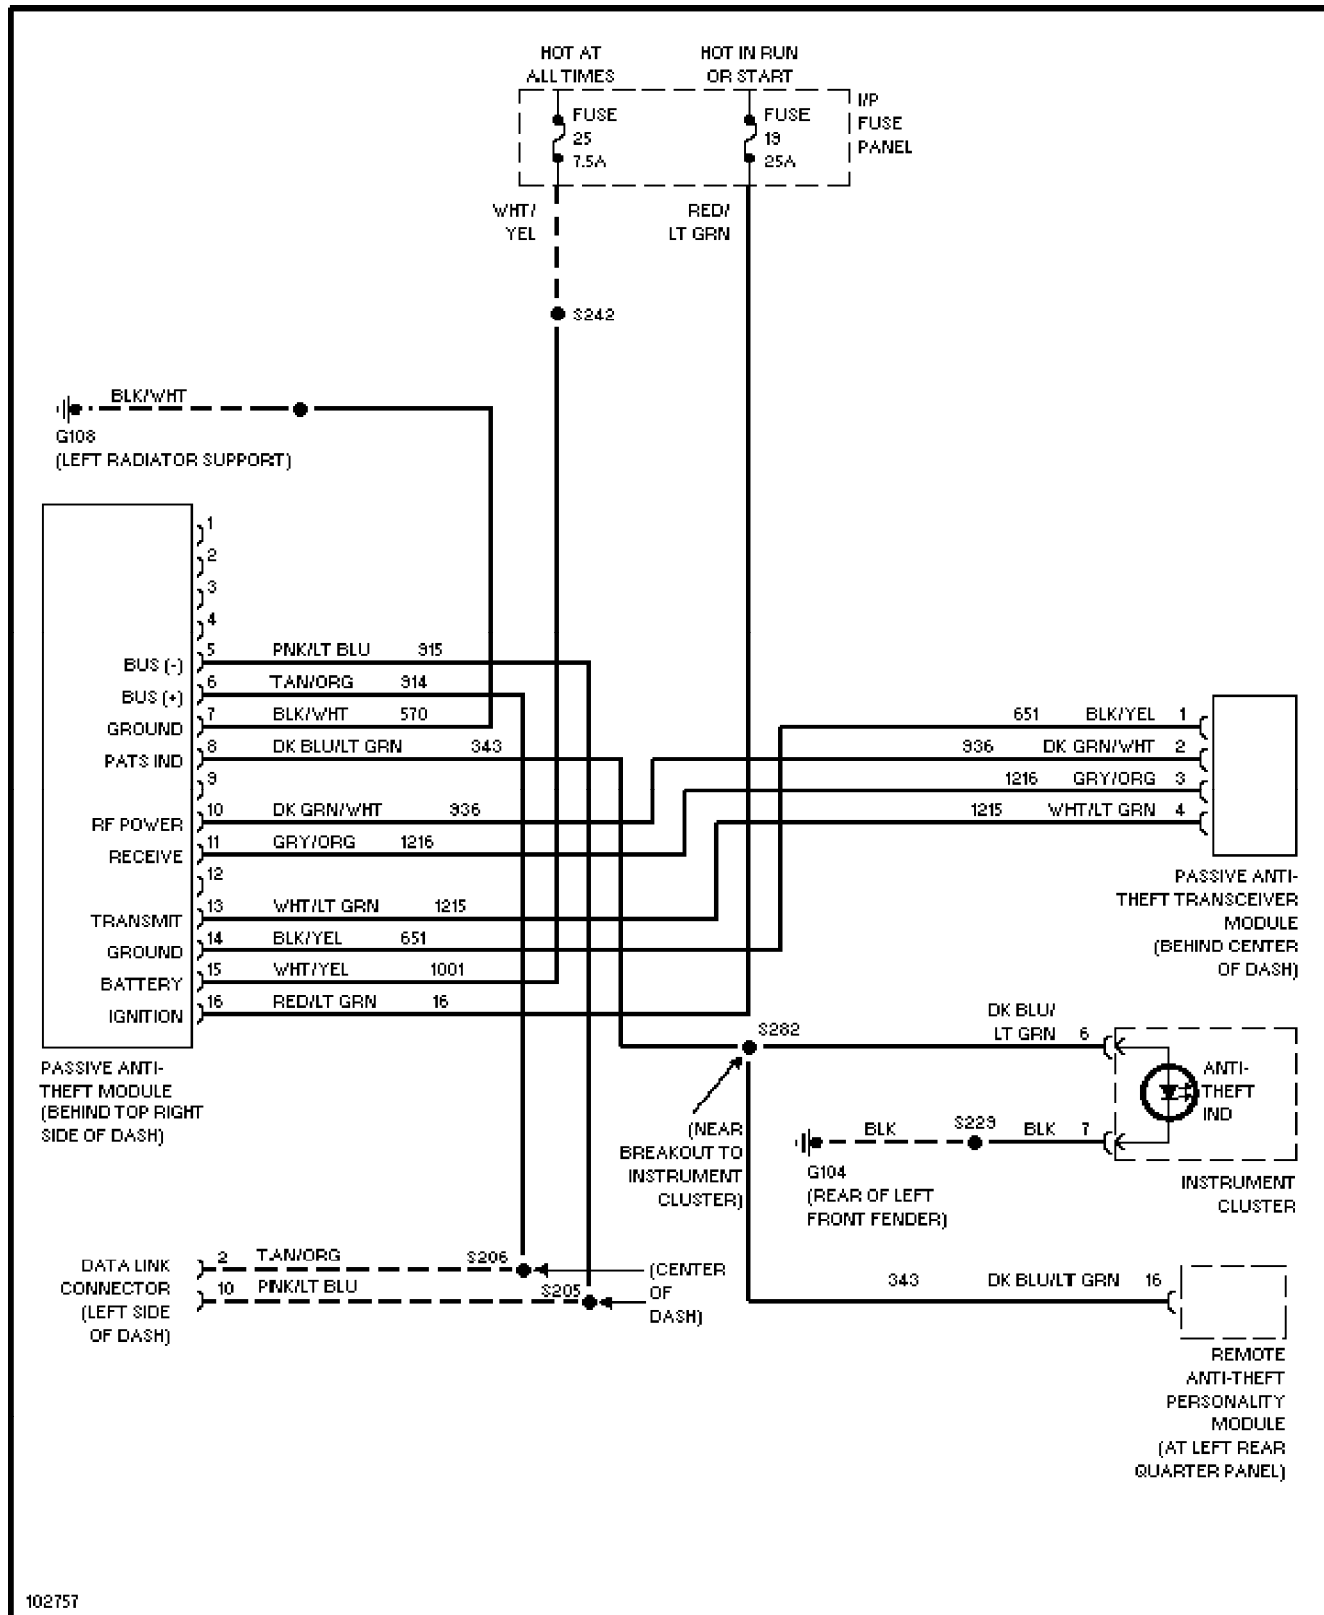 HOT AT
ALL TIMES
HOT IN RUN
OR START
FUSE
25
7.5A
FUSE
19
25A
I/P
FUSE
PANEL
WHT/
YEL
RED/
LT GRN
S242
BLK/WHT
G108
(LEFT RADIATOR SUPPORT)
1
2
3
4
BUS (-) 5 PNK/LT BLU 915
BUS (+) 6 TAN/ORG 914
GROUND 7 BLK/WHT 570
PATS IND 8 DK BLU/LT GRN 343
9
RF POWER 10 DK GRN/WHT 936
RECEIVE 11 GRY/ORG 1216
12
TRANSMIT 13 WHT/LT GRN 1215
GROUND 14 BLK/YEL 651
BATTERY 15 WHT/YEL 1001
IGNITION 16 RED/LT GRN 16
PASSIVE ANTI-
THEFT MODULE
(BEHIND TOP RIGHT
SIDE OF DASH)
651 BLK/YEL 1
936 DK GRN/WHT 2
1216 GRY/ORG 3
1215 WHT/LT GRN 4
PASSIVE ANTI-
THEFT TRANSCEIVER
MODULE
(BEHIND CENTER
OF DASH)
S282
(NEAR
BREAKOUT TO
INSTRUMENT
CLUSTER)
DK BLU/
LT GRN 6
ANTI-
THEFT
IND
BLK S229 BLK 7
G104
(REAR OF LEFT
FRONT FENDER)
INSTRUMENT
CLUSTER
DATA LINK
CONNECTOR
(LEFT SIDE
OF DASH)
2 TAN/ORG S206
10 PINK/LT BLU S205
(CENTER
OF
DASH)
343 DK BLU/LT GRN 16
REMOTE
ANTI-THEFT
PERSONALITY
MODULE
(AT LEFT REAR
QUARTER PANEL)
102757